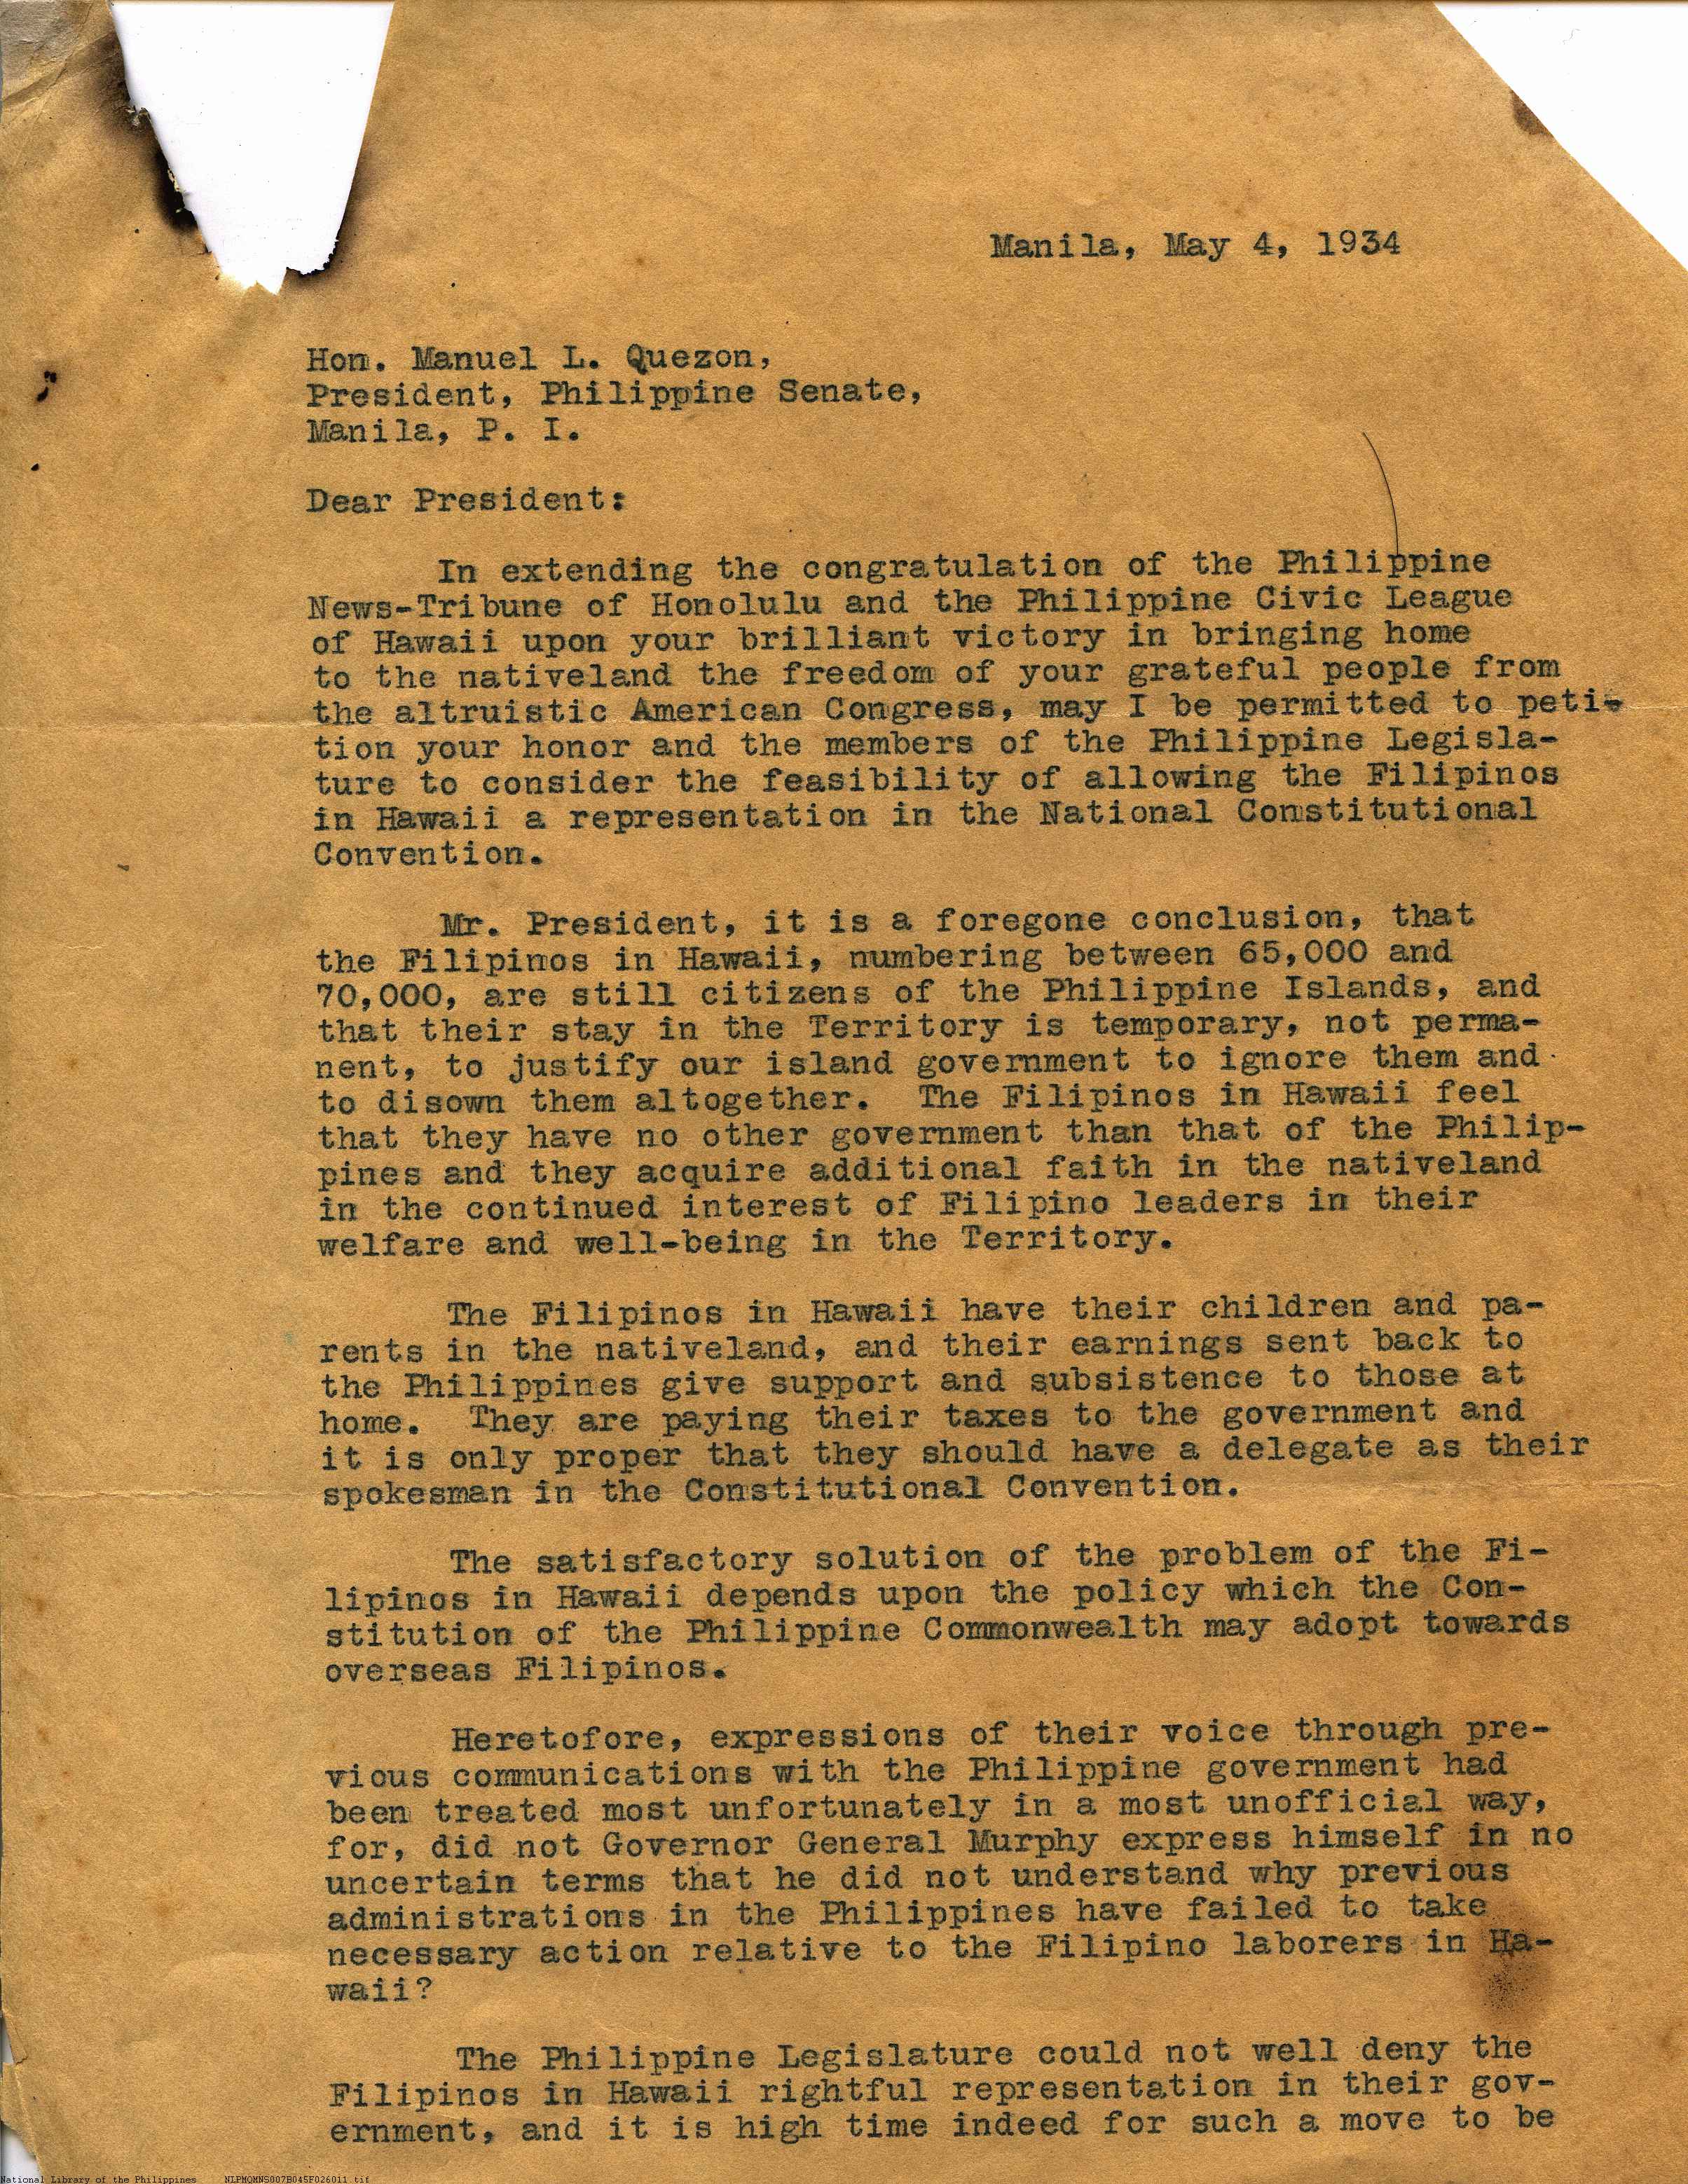 Manila, May 4, 1934
Hon. Manuel L. Quezon,
President, Philippine Senate,
Manila, P. I.
Dear President:
In extending the congratulation of the Philippine
News-Tribune of Honolulu and the Philippine Civic League
of Hawaii upon your brilliant victory in bringing home
to the nativeland the freedom of your grateful people from
the altruistic American Congress, may I be permitted to peti-
tion your honor and the members of the Philippine Legisla-
ture to consider the feasibility of allowing the Filipinos
in Hawaii a representation in the National Constitutional
Convention.
Mr. President, it is a foregone conclusion, that
the Filipinos in Hawaii, numbering between 65,000 and
70,000, are still citizens of the Philippine Islands, and
that their stay in the Territory is temporary, not perma-
nent, to justify our island government to ignore them and
to disown them altogether. The Filipinos in Hawaii feel
that they have no other government than that of the Philip-
pines and they acquire additional faith in the nativeland
in the continued interest of Filipino leaders in their
welfare and well-being in the Territory.
The Filipinos in Hawaii have their children and pa-
rents in the nativeland, and their earnings sent back to
the Philippines give support and subsistence to those at
home. They are paying their taxes to the government and
it is only proper that they should have a delegate as their
spokesman in the Constitutional Convention.
The satisfactory solution of the problem of the Fi-
lipinos in Hawaii depends upon the policy which the Con-
stitution of the Philippine Commonwealth may adopt towards
overseas Filipinos.
Heretofore, expressions of their voice through pre-
vious communications with the Philippine government had
been treated most unfortunately in a most unofficial way,
for, did not Governor General Murphy express himself in no
uncertain terms that he did not understand why previous
administrations in the Philippines have failed to take
necessary action relative to the Filipino laborers in Ha-
waii?
The Philippine Legislature could not well deny the
Filipinos in Hawaii rightful representation in their gov-
ernment, and it is high time indeed for such a move to be
National Library of the Philippines NLPMQMNS007B045F026011.tif